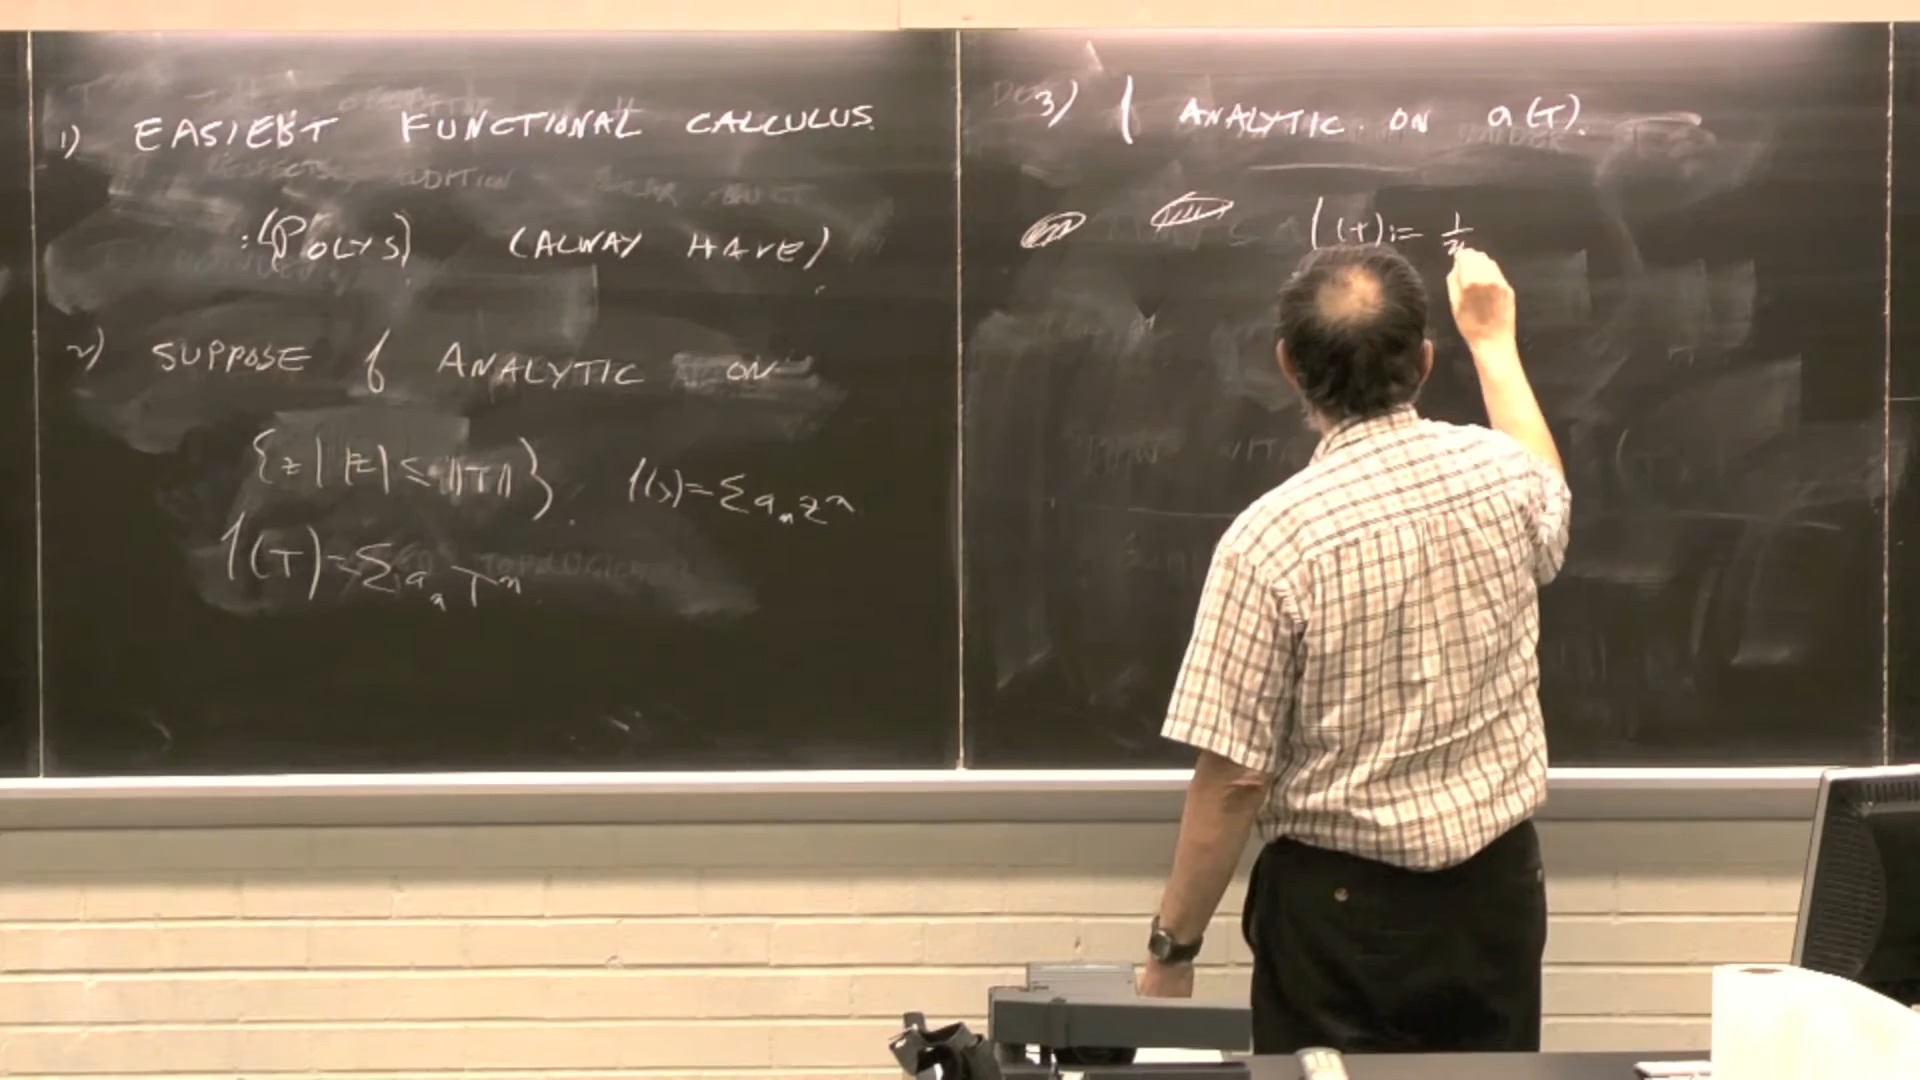 1) EASIEST FUNCTIONAL CALCULUS
:(POLYS) (ALWAY HAVE)
2) SUPPOSE f ANALYTIC ON
{z | |z| ≤ ||T||}. f(z)=Σ aₙ zⁿ
f(T)=Σ aₙ Tⁿ
3) f ANALYTIC ON σ(T).
f(T):= 1/